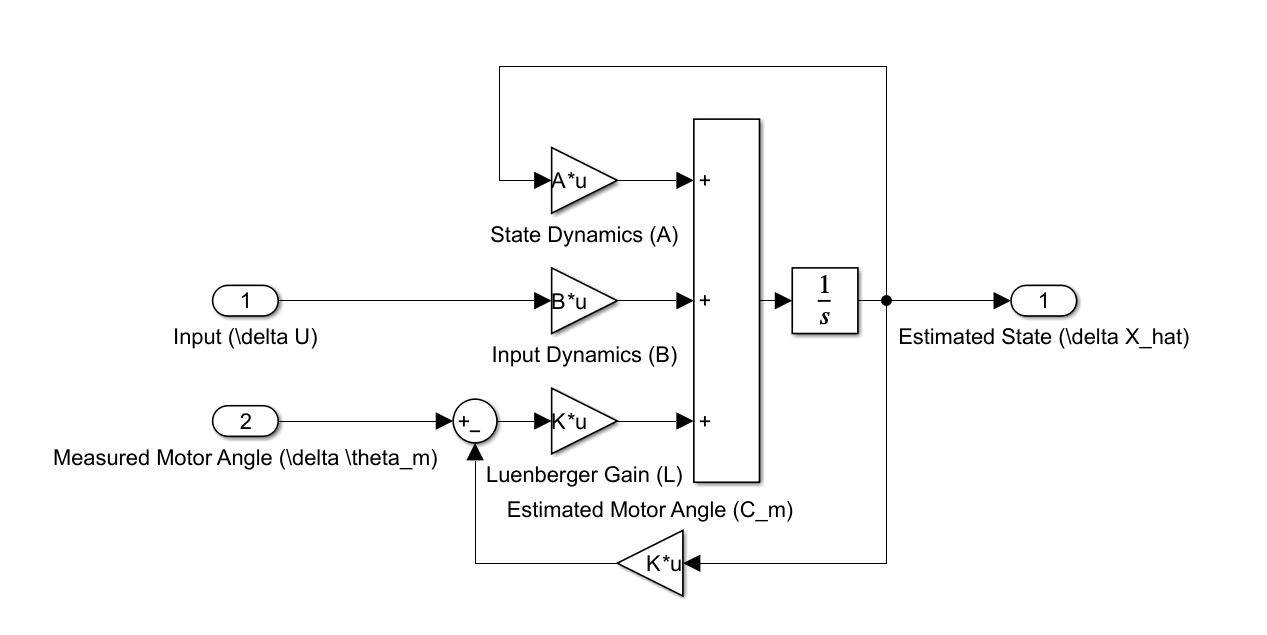 A*u
+
State Dynamics (A)
1
B*u
+
1
s
1
Input (\delta U)
Input Dynamics (B)
Estimated State (\delta X_hat)
2
+
_
K*u
+
Measured Motor Angle (\delta \theta_m)
Luenberger Gain (L)
Estimated Motor Angle (C_m)
K*u